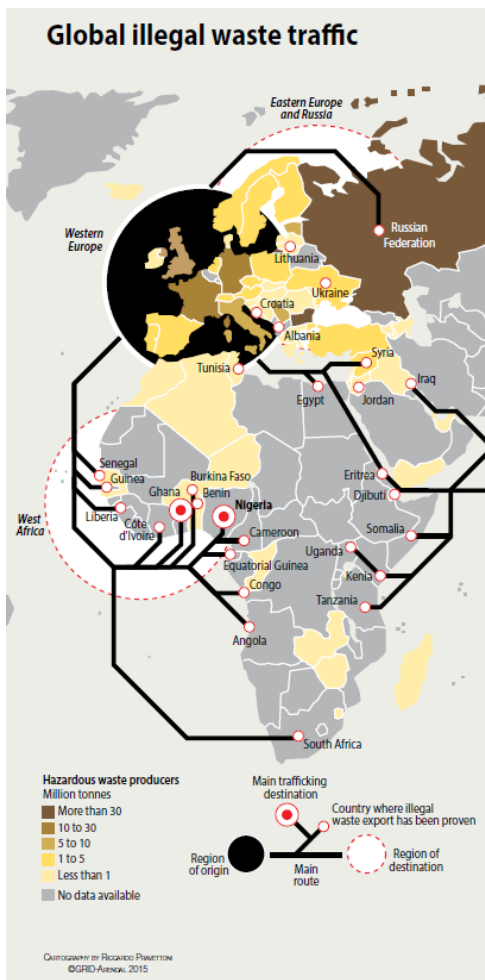 Global illegal waste traffic
Eastern Europe
and Russia
Western
Europe
Russian
Federation
Lithuania
Ukraine
Croatia
Albania
Tunisia
Syria
Egypt
Jordan
Iraq
Senegal
Guinea
Burkina Faso
Ghana
Benin
Nigeria
Eritrea
Djibuti
West
Africa
Liberia
Côte
d'Ivoire
Cameroon
Somalia
Equatorial Guinea
Uganda
Congo
Kenia
Tanzania
Angola
South Africa
Hazardous waste producers
Million tonnes
More than 30
10 to 30
5 to 10
1 to 5
Less than 1
No data available
Main trafficking
destination
Country where illegal
waste export has been proven
Region
of origin
Main
route
Region of
destination
CARTOGRAPHY BY RICCARDO PRAVETTONI
©GRID-ARENDAL 2015